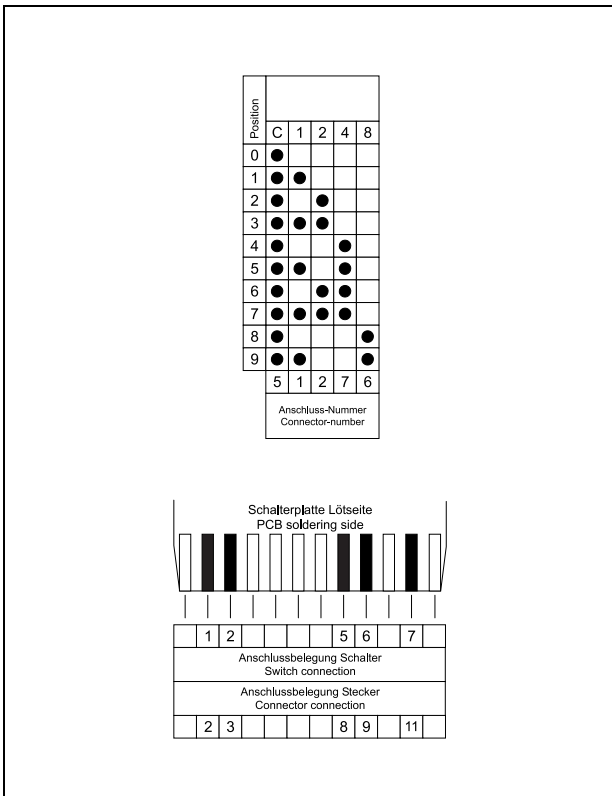 Position
C 1 2 4 8
0
1
2
3
4
5
6
7
8
9
5 1 2 7 6
Anschluss-Nummer
Connector-number
Schalterplatte Lötseite
PCB soldering side
1 2 5 6 7
Anschlussbelegung Schalter
Switch connection
Anschlussbelegung Stecker
Connector connection
2 3 8 9 11